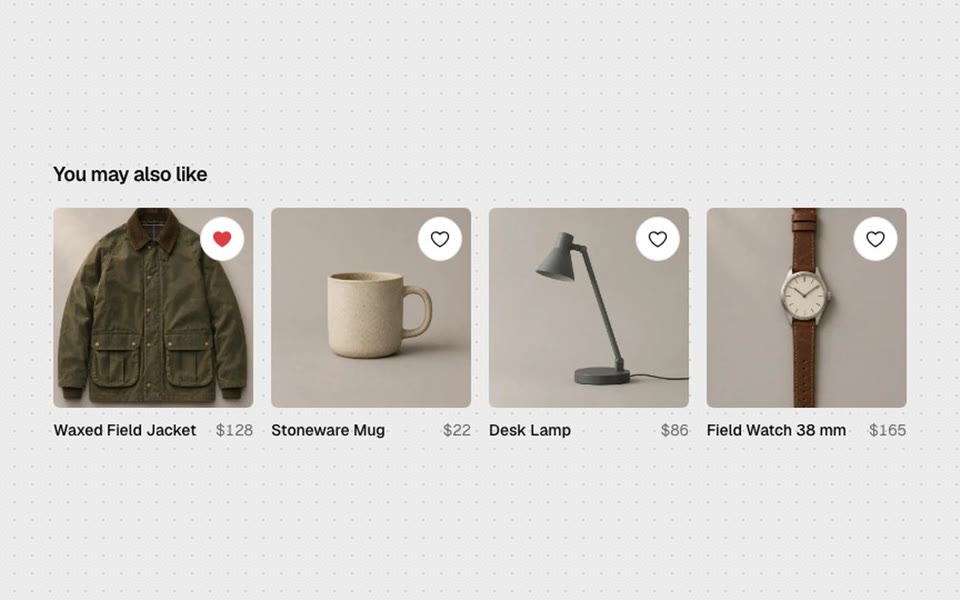 You may also like
Waxed Field Jacket $128
Stoneware Mug $22
Desk Lamp $86
Field Watch 38 mm $165